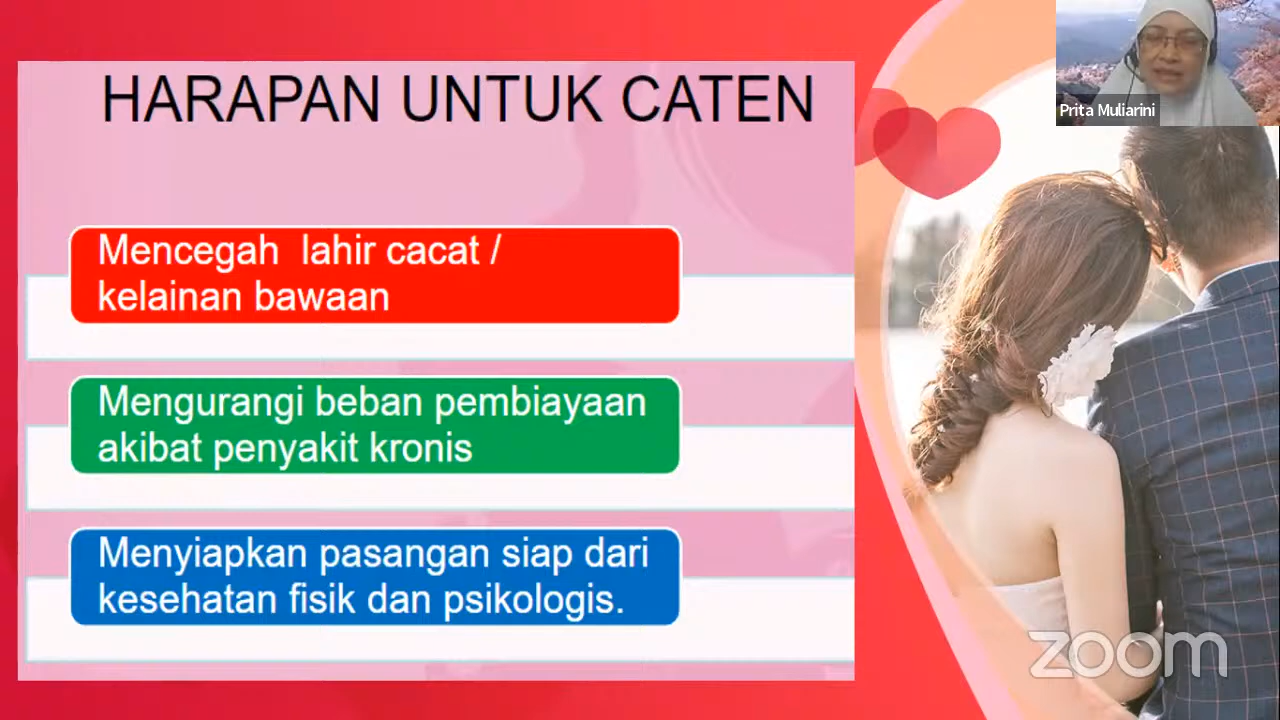 HARAPAN UNTUK CATEN
Mencegah  lahir cacat /
kelainan bawaan
Mengurangi beban pembiayaan
akibat penyakit kronis
Menyiapkan pasangan siap dari
kesehatan fisik dan psikologis.
Prita Muliarini
zoom